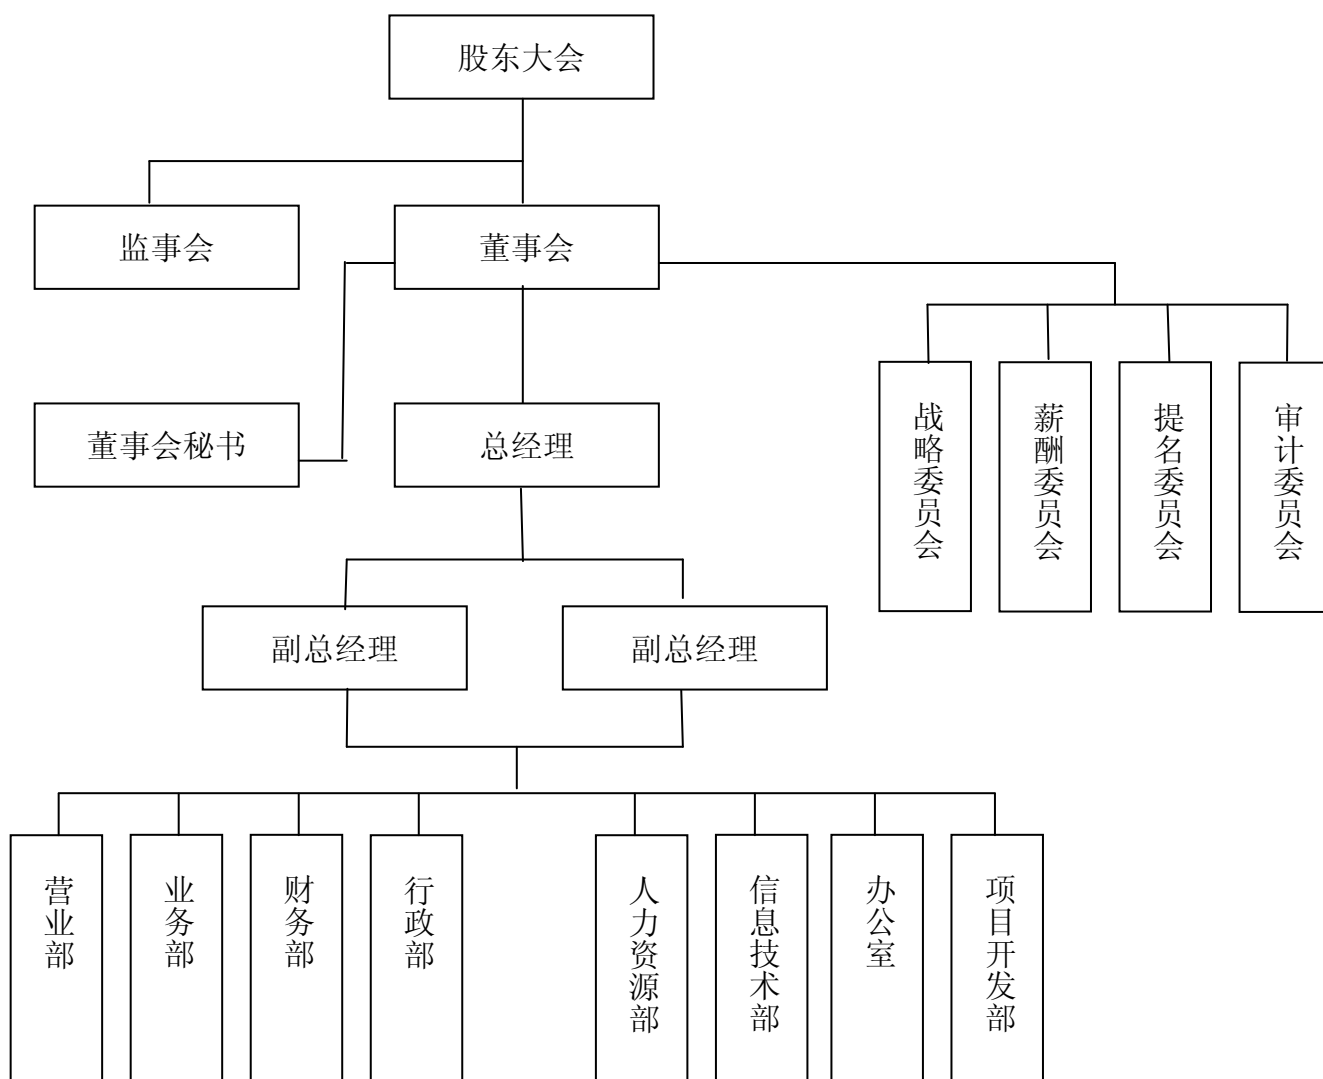 股东大会
监事会
董事会
董事会秘书
总经理
战略委员会
薪酬委员会
提名委员会
审计委员会
副总经理
副总经理
营业部
业务部
财务部
行政部
人力资源部
信息技术部
办公室
项目开发部